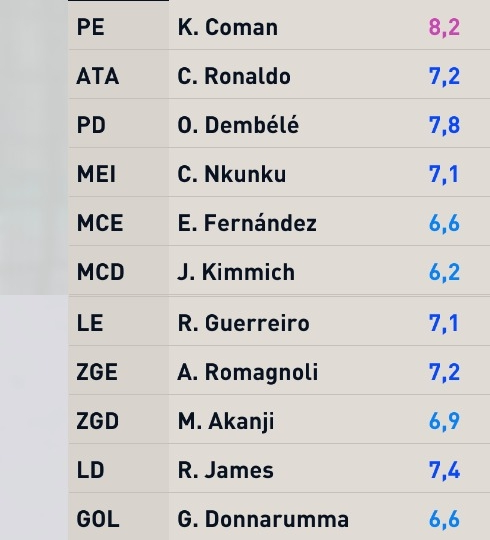 PE K. Coman 8,2
ATA C. Ronaldo 7,2
PD O. Dembélé 7,8
MEI C. Nkunku 7,1
MCE E. Fernández 6,6
MCD J. Kimmich 6,2
LE R. Guerreiro 7,1
ZGE A. Romagnoli 7,2
ZGD M. Akanji 6,9
LD R. James 7,4
GOL G. Donnarumma 6,6